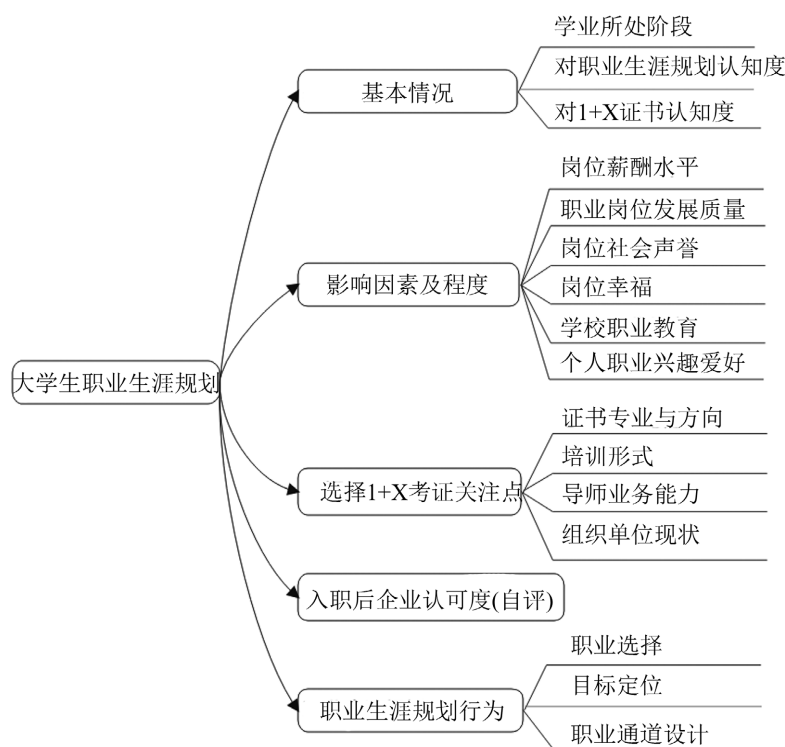 大学生职业生涯规划
基本情况
学业所处阶段
对职业生涯规划认知度
对1+X证书认知度
影响因素及程度
岗位薪酬水平
职业岗位发展质量
岗位社会声誉
岗位幸福
学校职业教育
个人职业兴趣爱好
选择1+X考证关注点
证书专业与方向
培训形式
导师业务能力
组织单位现状
入职后企业认可度(自评)
职业生涯规划行为
职业选择
目标定位
职业通道设计